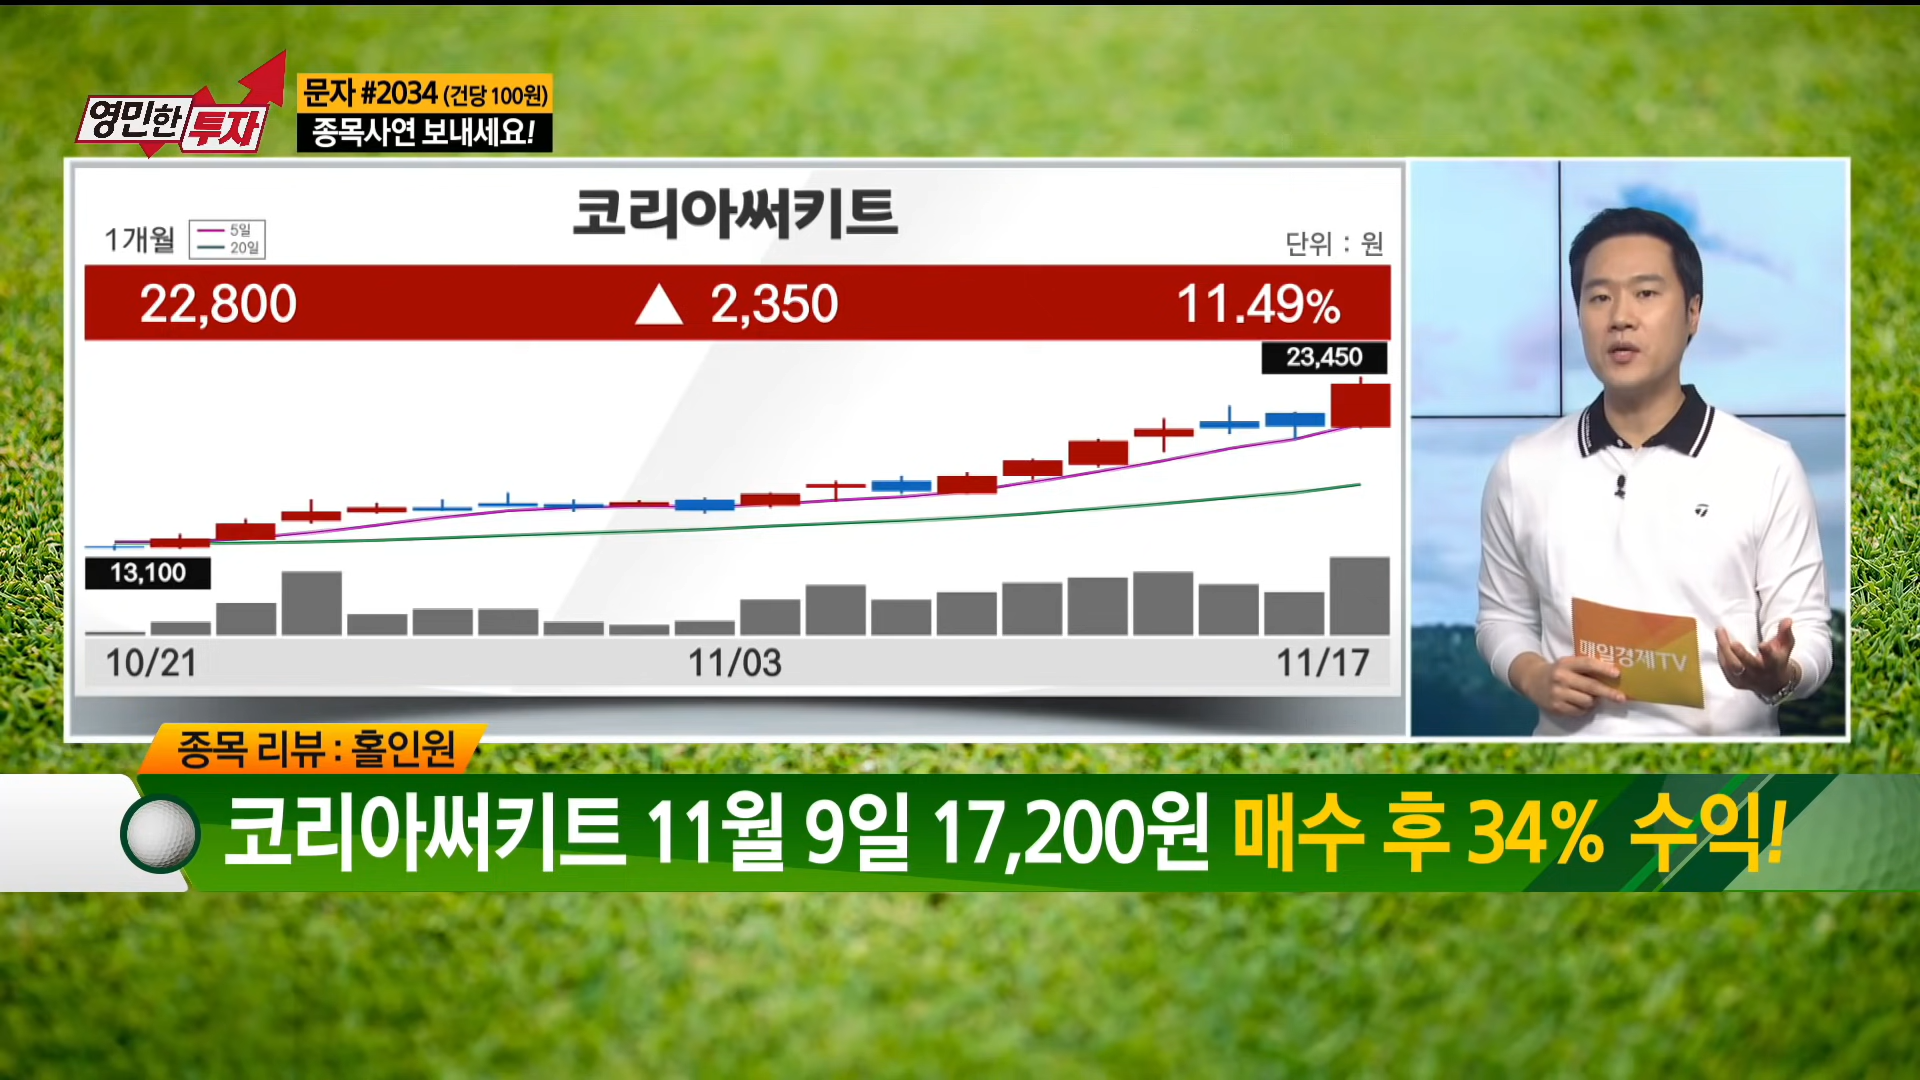 영민한 투자
문자 #2034 (건당 100원)
종목사연 보내세요!
코리아써키트
1개월
5일
20일
단위 : 원
22,800 ▲ 2,350 11.49%
23,450
13,100
10/21 11/03 11/17
매일경제TV
종목 리뷰 : 홀인원
코리아써키트 11월 9일 17,200원 매수 후 34% 수익!